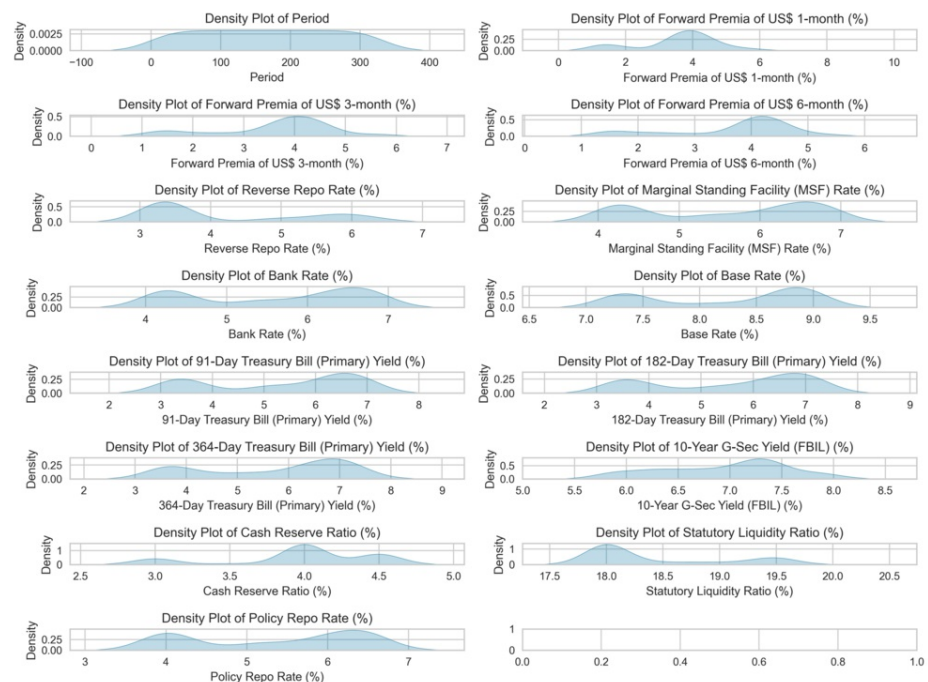 Density Plot of Period
Density
0.0025
0.0000
−100 0 100 200 300 400
Period
Density Plot of Forward Premia of US$ 1-month (%)
Density
0.25
0.00
0 2 4 6 8 10
Forward Premia of US$ 1-month (%)
Density Plot of Forward Premia of US$ 3-month (%)
Density
0.5
0.0
0 1 2 3 4 5 6 7
Forward Premia of US$ 3-month (%)
Density Plot of Forward Premia of US$ 6-month (%)
Density
0.5
0.0
0 1 2 3 4 5 6
Forward Premia of US$ 6-month (%)
Density Plot of Reverse Repo Rate (%)
Density
0.5
0.0
3 4 5 6 7
Reverse Repo Rate (%)
Density Plot of Marginal Standing Facility (MSF) Rate (%)
Density
0.25
0.00
4 5 6 7
Marginal Standing Facility (MSF) Rate (%)
Density Plot of Bank Rate (%)
Density
0.25
0.00
4 5 6 7
Bank Rate (%)
Density Plot of Base Rate (%)
Density
0.5
0.0
6.5 7.0 7.5 8.0 8.5 9.0 9.5
Base Rate (%)
Density Plot of 91-Day Treasury Bill (Primary) Yield (%)
Density
0.25
0.00
2 3 4 5 6 7 8
91-Day Treasury Bill (Primary) Yield (%)
Density Plot of 182-Day Treasury Bill (Primary) Yield (%)
Density
0.25
0.00
2 3 4 5 6 7 8 9
182-Day Treasury Bill (Primary) Yield (%)
Density Plot of 364-Day Treasury Bill (Primary) Yield (%)
Density
0.25
0.00
2 3 4 5 6 7 8 9
364-Day Treasury Bill (Primary) Yield (%)
Density Plot of 10-Year G-Sec Yield (FBIL) (%)
Density
0.5
0.0
5.0 5.5 6.0 6.5 7.0 7.5 8.0 8.5
10-Year G-Sec Yield (FBIL) (%)
Density Plot of Cash Reserve Ratio (%)
Density
1
0
2.5 3.0 3.5 4.0 4.5 5.0
Cash Reserve Ratio (%)
Density Plot of Statutory Liquidity Ratio (%)
Density
1
0
17.5 18.0 18.5 19.0 19.5 20.0 20.5
Statutory Liquidity Ratio (%)
Density Plot of Policy Repo Rate (%)
Density
0.25
0.00
3 4 5 6 7
Policy Repo Rate (%)
1
0
0.0 0.2 0.4 0.6 0.8 1.0